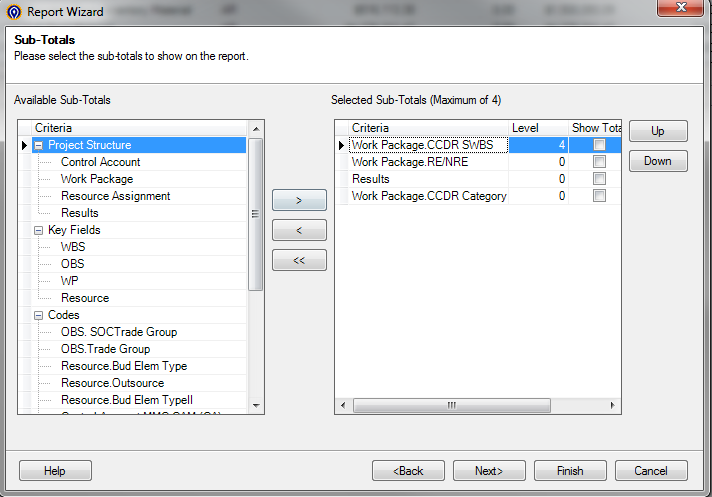 Report Wizard
Sub-Totals
Please select the sub-totals to show on the report.
Available Sub-Totals
Criteria
Project Structure
Control Account
Work Package
Resource Assignment
Results
Key Fields
WBS
OBS
WP
Resource
Codes
OBS. SOCTrade Group
OBS.Trade Group
Resource.Bud Elem Type
Resource.Outsource
Resource.Bud Elem TypeII
>
<
<<
Selected Sub-Totals (Maximum of 4)
Criteria Level Show Tota
Work Package.CCDR SWBS 4
Work Package.RE/NRE 0
Results 0
Work Package.CCDR Category 0
Up
Down
Help <Back Next> Finish Cancel